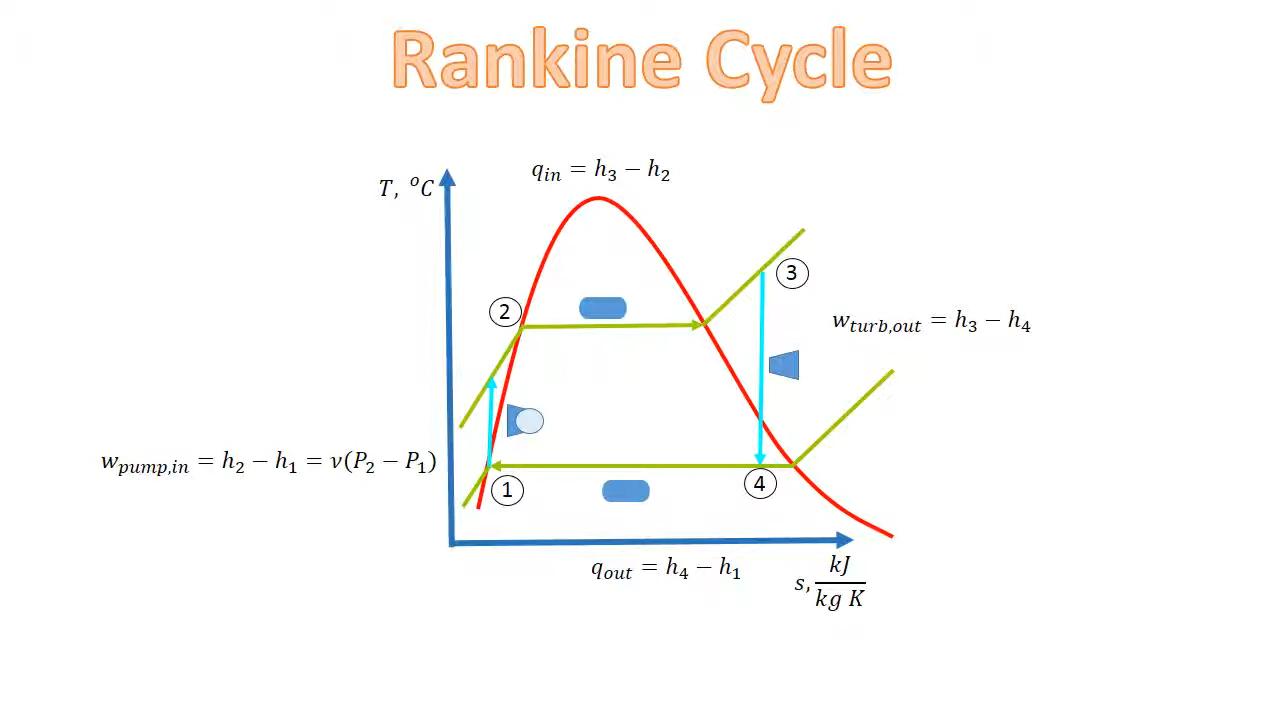 Rankine Cycle
q_in = h_3 − h_2
T, °C
3
2
w_turb,out = h_3 − h_4
w_pump,in = h_2 − h_1 = v(P_2 − P_1)
1
4
q_out = h_4 − h_1
s, kJ/kg K